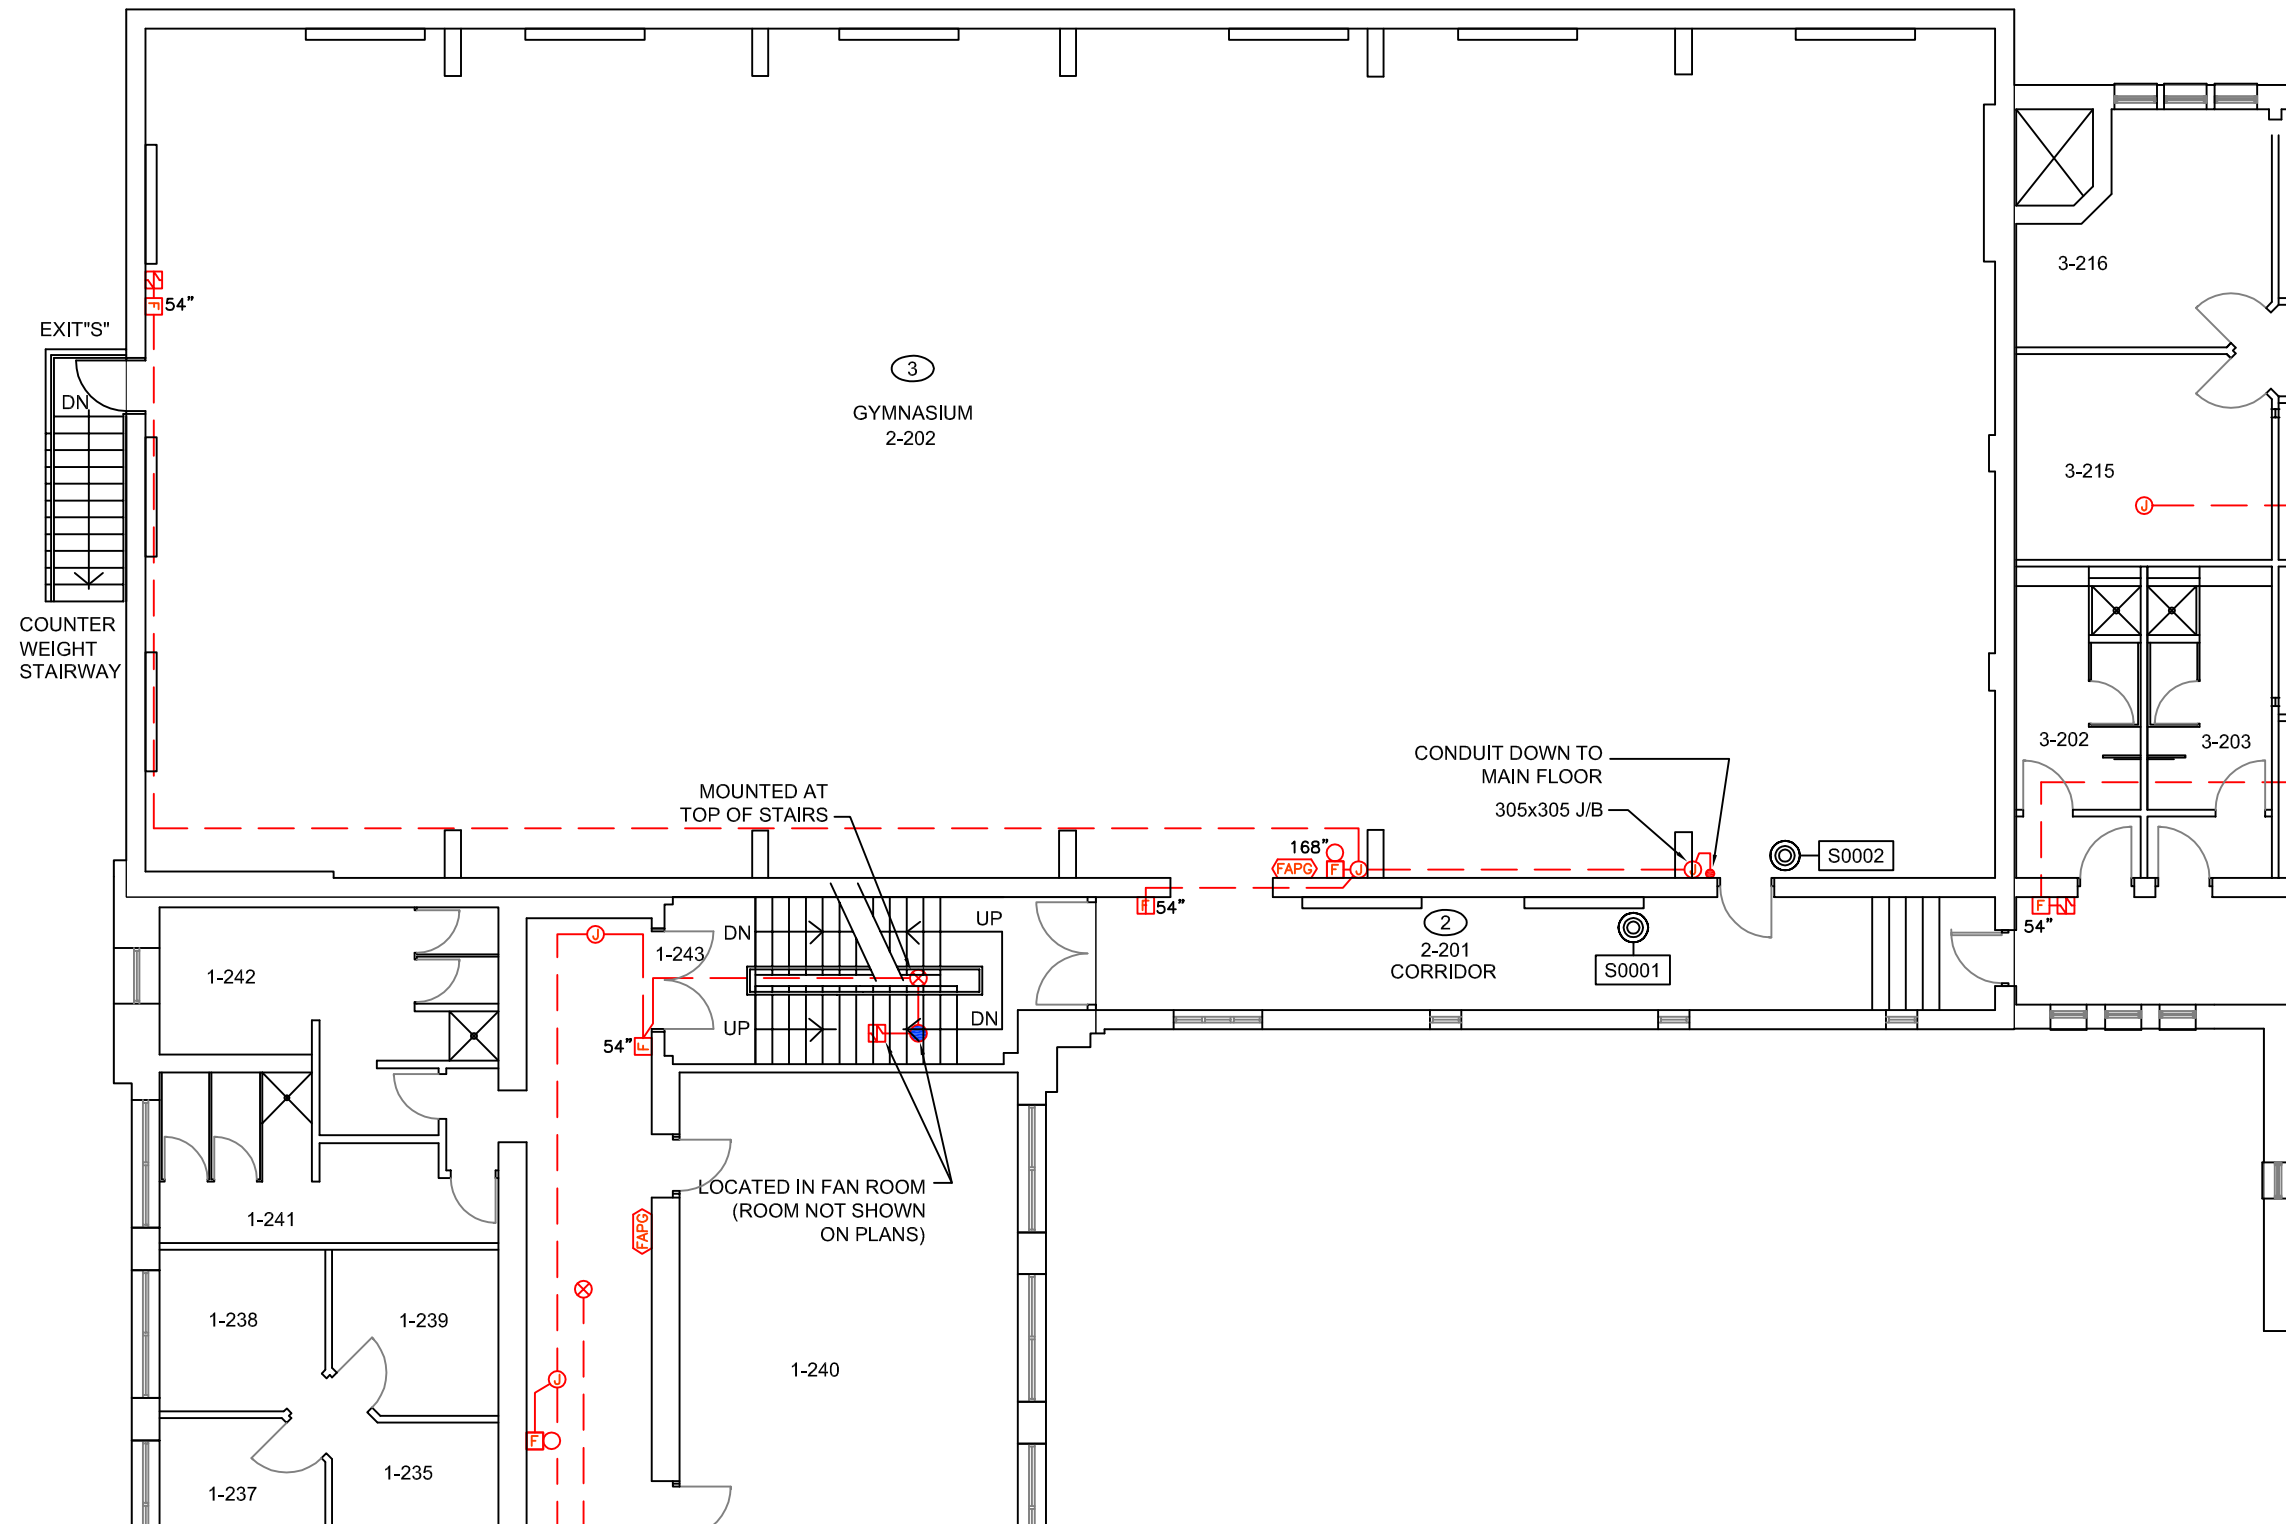 3-216
54”
EXIT"S"
3
GYMNASIUM
2-202
DN
3-215
J
COUNTER
WEIGHT
STAIRWAY
3-202
3-203
CONDUIT DOWN TO
MAIN FLOOR
305x305 J/B
MOUNTED AT
TOP OF STAIRS
168”
FAPG
F
J
J
S0002
F
54”
F
54”
F
J
1-243
DN
UP
2
2-201
CORRIDOR
S0001
1-242
UP
DN
54”
F
LOCATED IN FAN ROOM
(ROOM NOT SHOWN
ON PLANS)
1-241
FAPG
1-238
1-239
1-240
J
F
1-235
1-237